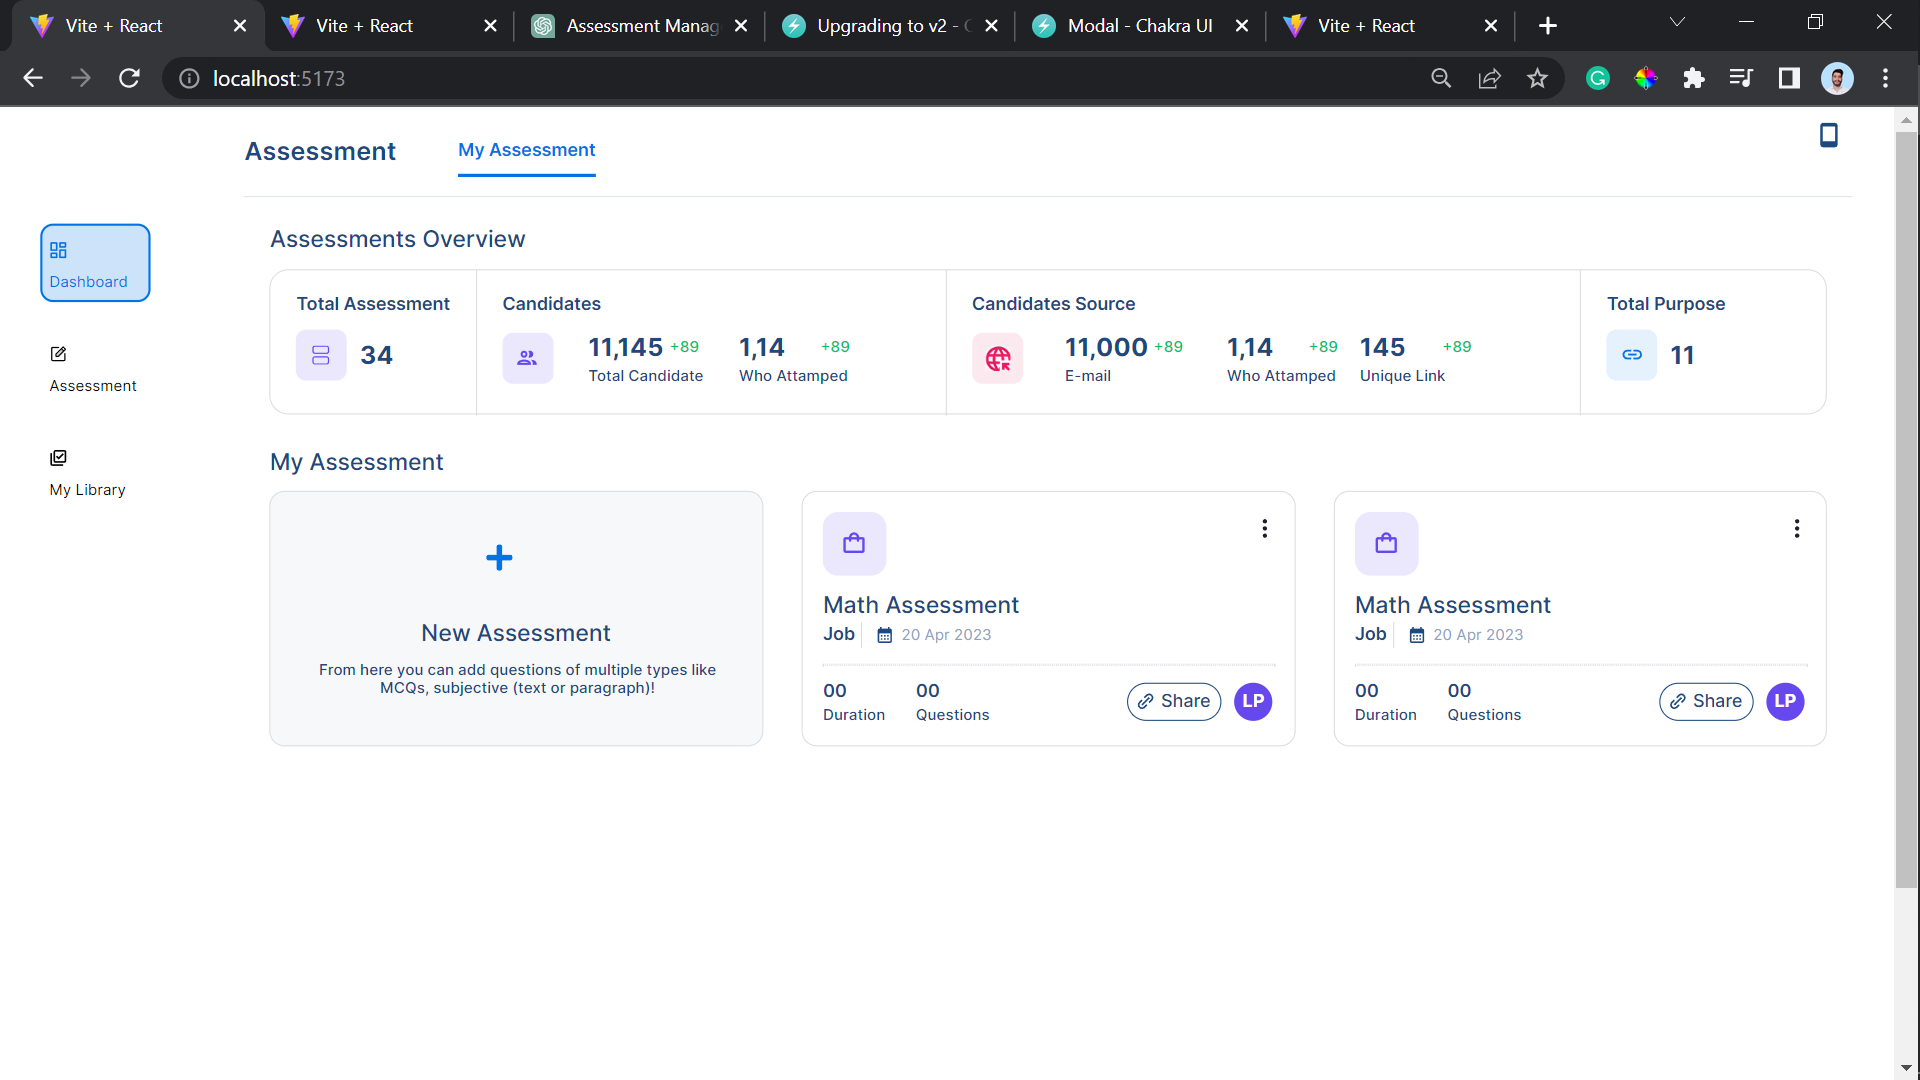 Vite + React
Vite + React
Assessment Manag
Upgrading to v2 -
Modal - Chakra UI
Vite + React
localhost:5173
Assessment
My Assessment
Dashboard
Assessment
My Library
Assessments Overview
Total Assessment
34
Candidates
11,145 +89
Total Candidate
1,14 +89
Who Attamped
Candidates Source
11,000 +89
E-mail
1,14 +89
Who Attamped
145 +89
Unique Link
Total Purpose
11
My Assessment
New Assessment
From here you can add questions of multiple types like
MCQs, subjective (text or paragraph)!
Math Assessment
Job 20 Apr 2023
00
Duration
00
Questions
Share
LP
Math Assessment
Job 20 Apr 2023
00
Duration
00
Questions
Share
LP